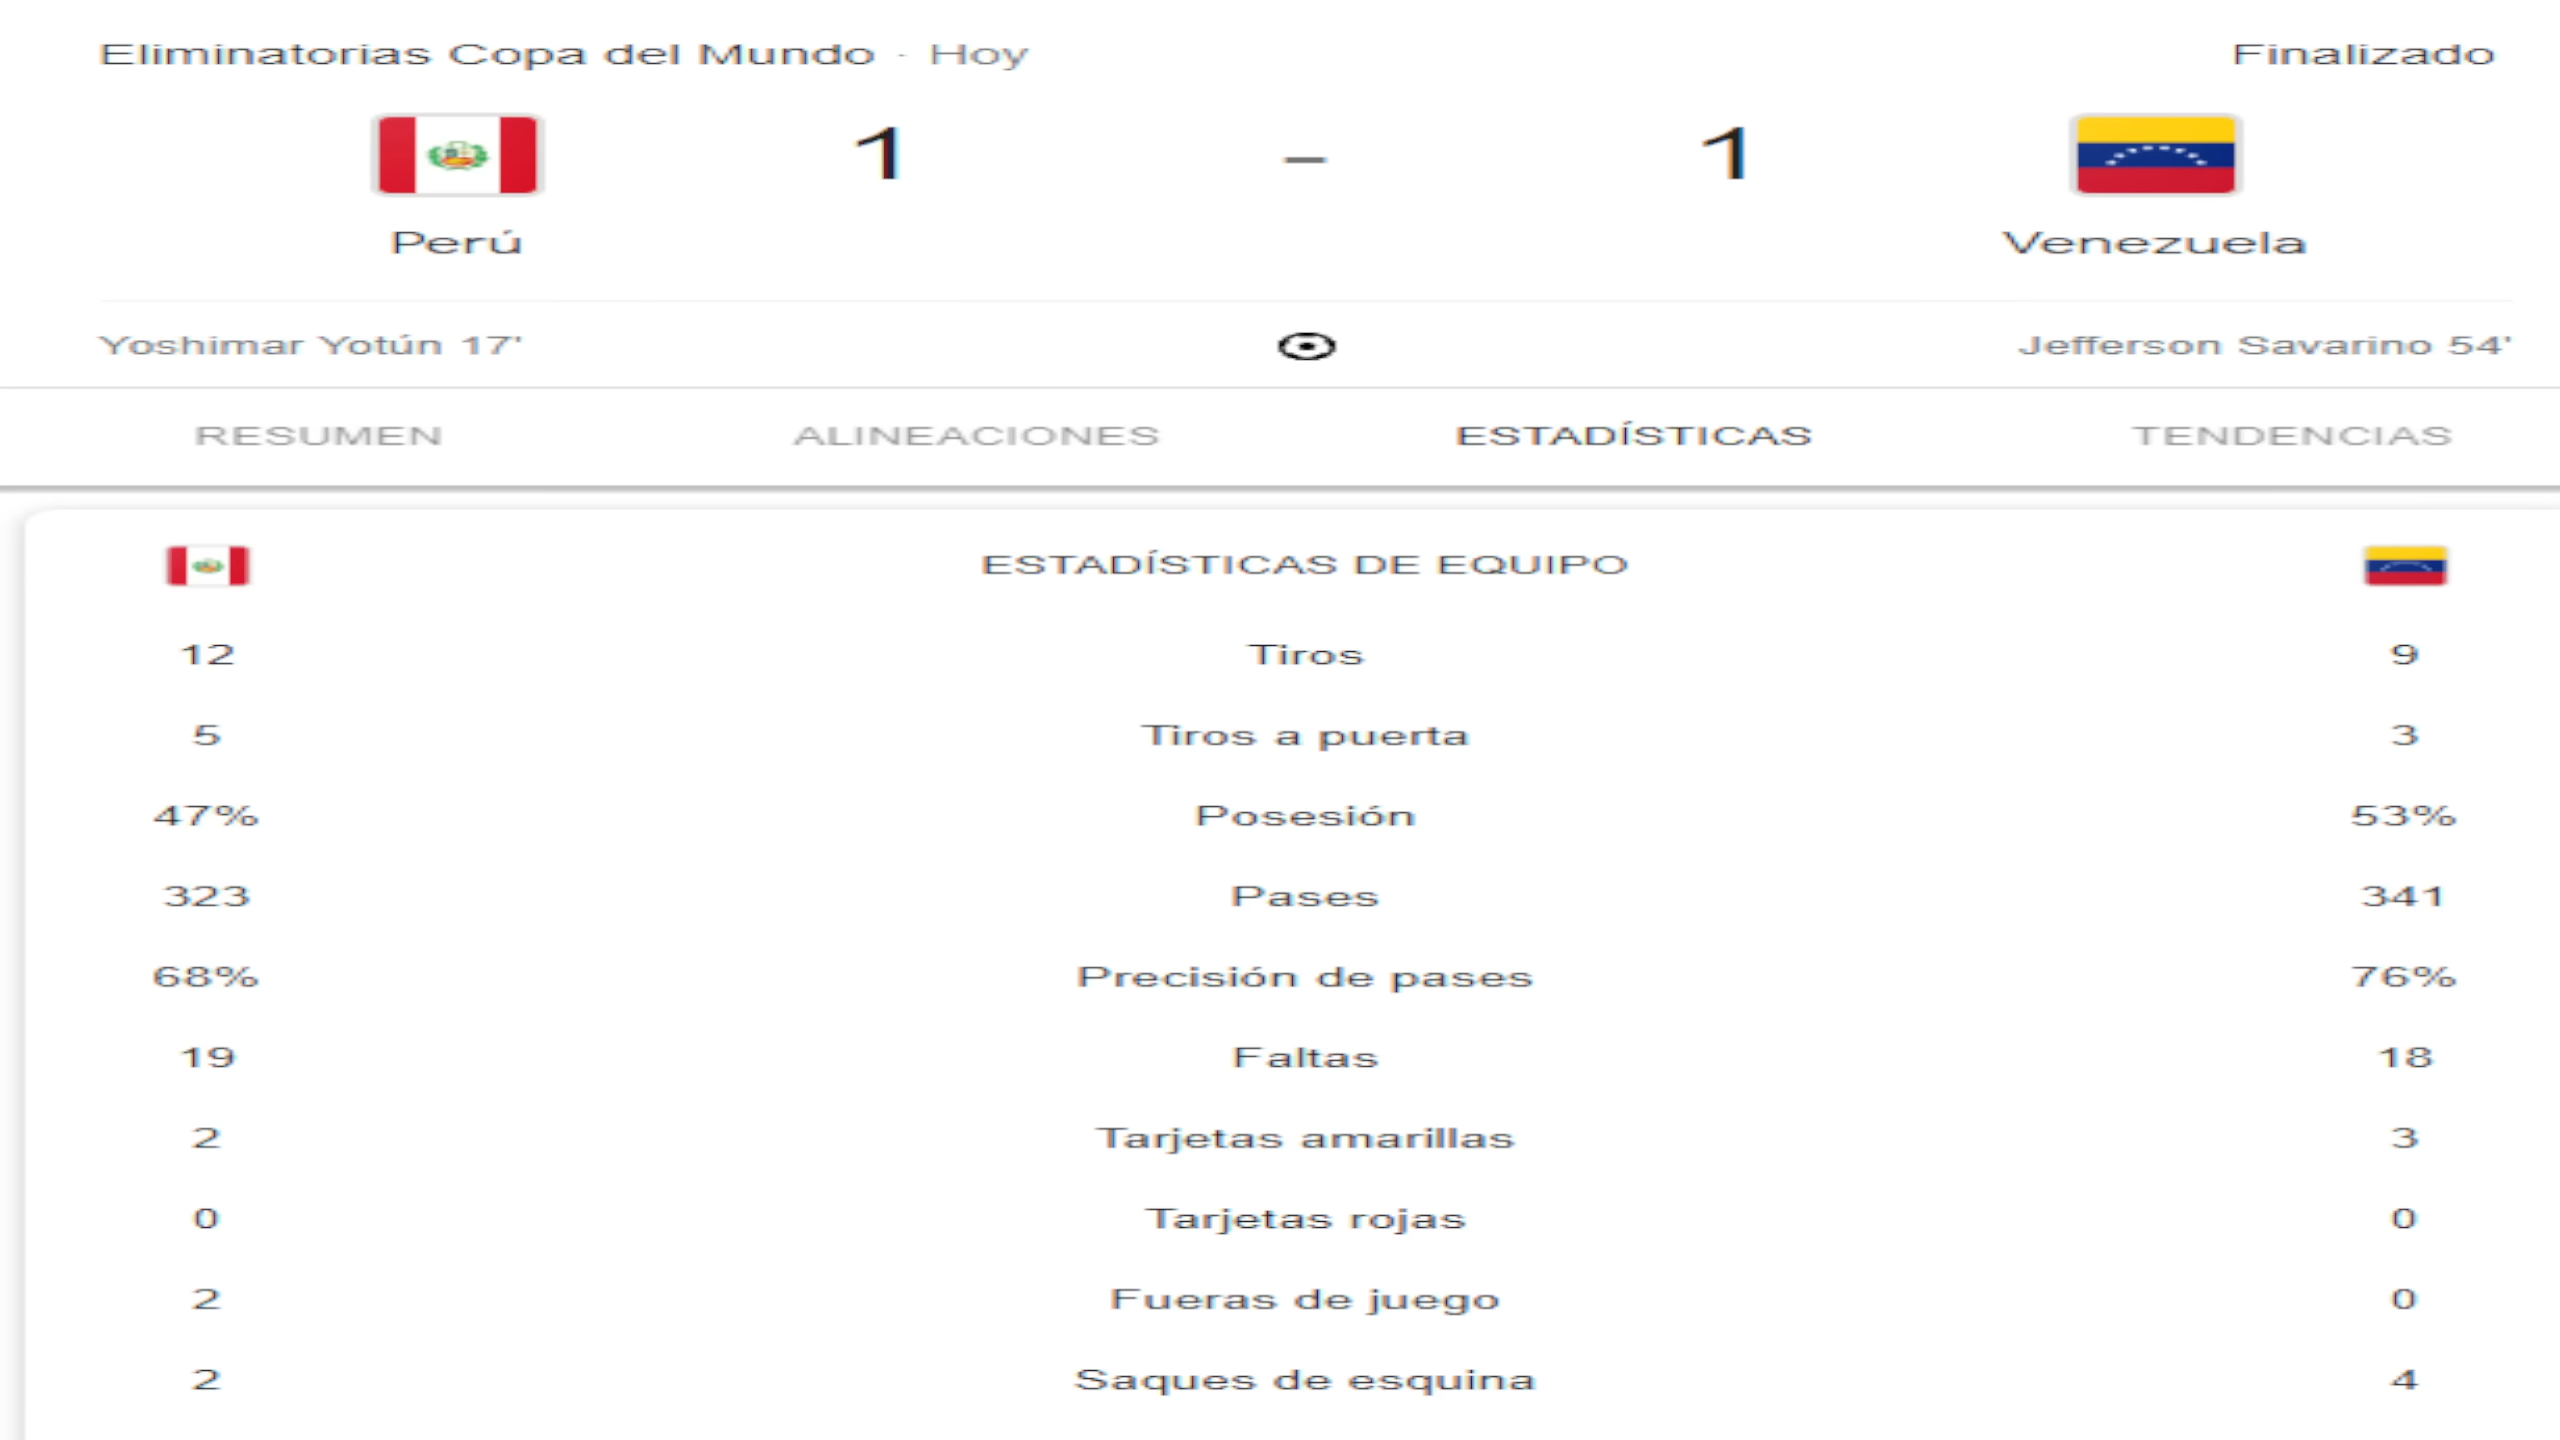 Eliminatorias Copa del Mundo · Hoy Finalizado
1 - 1
Perú Venezuela
Yoshimar Yotún 17' Jefferson Savarino 54'
RESUMEN ALINEACIONES ESTADÍSTICAS TENDENCIAS
ESTADÍSTICAS DE EQUIPO
12 Tiros 9
5 Tiros a puerta 3
47% Posesión 53%
323 Pases 341
68% Precisión de pases 76%
19 Faltas 18
2 Tarjetas amarillas 3
0 Tarjetas rojas 0
2 Fueras de juego 0
2 Saques de esquina 4